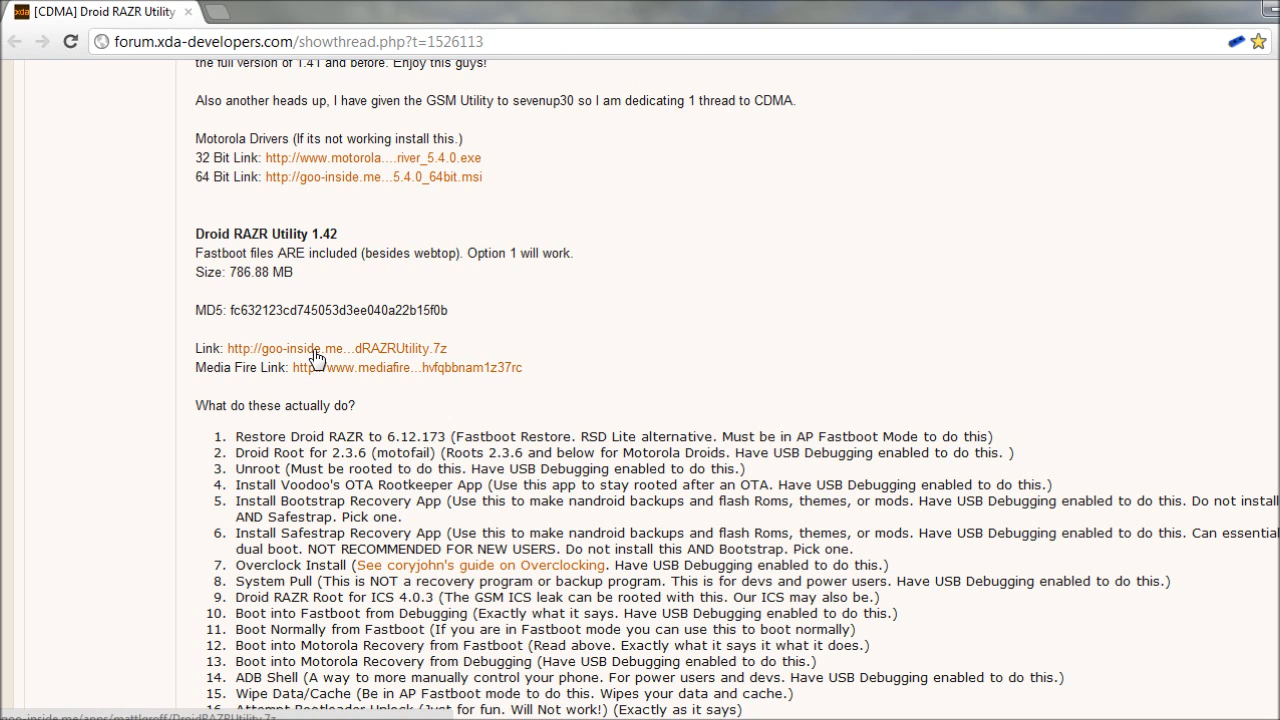 xda [CDMA] Droid RAZR Utility ×
forum.xda-developers.com/showthread.php?t=1526113
the full version of 1.41 and before. Enjoy this guys!
Also another heads up, I have given the GSM Utility to sevenup30 so I am dedicating 1 thread to CDMA.
Motorola Drivers (If its not working install this.)
32 Bit Link: http://www.motorola....river_5.4.0.exe
64 Bit Link: http://goo-inside.me...5.4.0_64bit.msi
Droid RAZR Utility 1.42
Fastboot files ARE included (besides webtop). Option 1 will work.
Size: 786.88 MB
MD5: fc632123cd745053d3ee040a22b15f0b
Link: http://goo-inside.me...dRAZRUtility.7z
Media Fire Link: http://www.mediafire...hvfqbbnam1z37rc
What do these actually do?
1. Restore Droid RAZR to 6.12.173 (Fastboot Restore. RSD Lite alternative. Must be in AP Fastboot Mode to do this)
2. Droid Root for 2.3.6 (motofail) (Roots 2.3.6 and below for Motorola Droids. Have USB Debugging enabled to do this. )
3. Unroot (Must be rooted to do this. Have USB Debugging enabled to do this.)
4. Install Voodoo's OTA Rootkeeper App (Use this app to stay rooted after an OTA. Have USB Debugging enabled to do this.)
5. Install Bootstrap Recovery App (Use this to make nandroid backups and flash Roms, themes, or mods. Have USB Debugging enabled to do this. Do not install
AND Safestrap. Pick one.
6. Install Safestrap Recovery App (Use this to make nandroid backups and flash Roms, themes, or mods. Have USB Debugging enabled to do this. Can essential
dual boot. NOT RECOMMENDED FOR NEW USERS. Do not install this AND Bootstrap. Pick one.
7. Overclock Install (See coryjohn's guide on Overclocking. Have USB Debugging enabled to do this.)
8. System Pull (This is NOT a recovery program or backup program. This is for devs and power users. Have USB Debugging enabled to do this.)
9. Droid RAZR Root for ICS 4.0.3 (The GSM ICS leak can be rooted with this. Our ICS may also be.)
10. Boot into Fastboot from Debugging (Exactly what it says. Have USB Debugging enabled to do this.)
11. Boot Normally from Fastboot (If you are in Fastboot mode you can use this to boot normally)
12. Boot into Motorola Recovery from Fastboot (Read above. Exactly what it says it what it does.)
13. Boot into Motorola Recovery from Debugging (Have USB Debugging enabled to do this.)
14. ADB Shell (A way to more manually control your phone. For power users and devs. Have USB Debugging enabled to do this.)
15. Wipe Data/Cache (Be in AP Fastboot mode to do this. Wipes your data and cache.)
16. Attempt Bootloader Unlock (Just for fun. Will Not work!) (Exactly as it says)
goo-inside.me/apps/mattlgroff/DroidRAZRUtility.7z